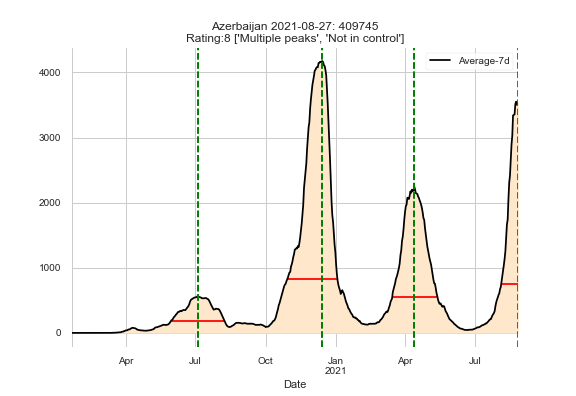 Azerbaijan 2021-08-27: 409745
Rating:8 ['Multiple peaks', 'Not in control']
Average-7d
4000
3000
2000
1000
0
Apr Jul Oct Jan Apr Jul
2021
Date